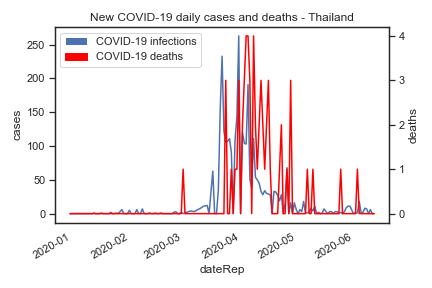 New COVID-19 daily cases and deaths - Thailand
COVID-19 infections
COVID-19 deaths
250
200
150
100
50
0
cases
4
3
2
1
0
deaths
2020-01
2020-02
2020-03
2020-04
2020-05
2020-06
dateRep